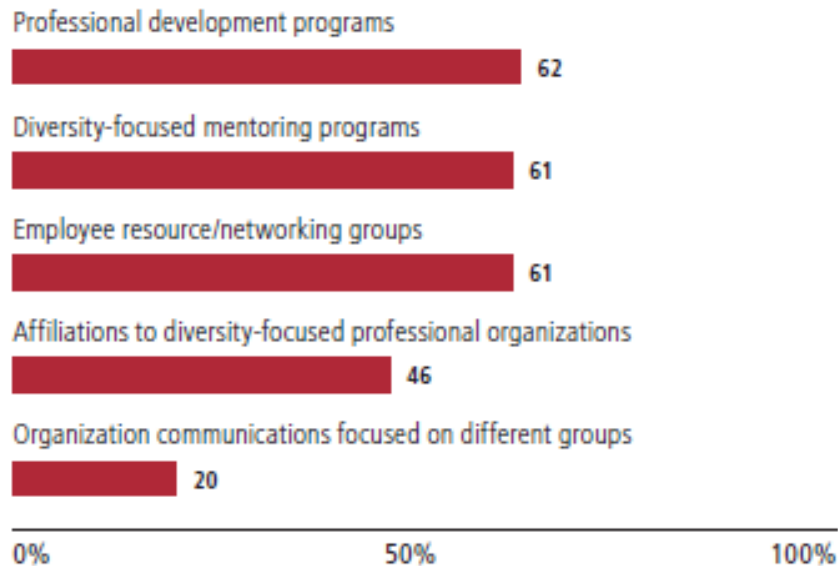 Professional development programs
62
Diversity-focused mentoring programs
61
Employee resource/networking groups
61
Affiliations to diversity-focused professional organizations
46
Organization communications focused on different groups
20
0% 50% 100%